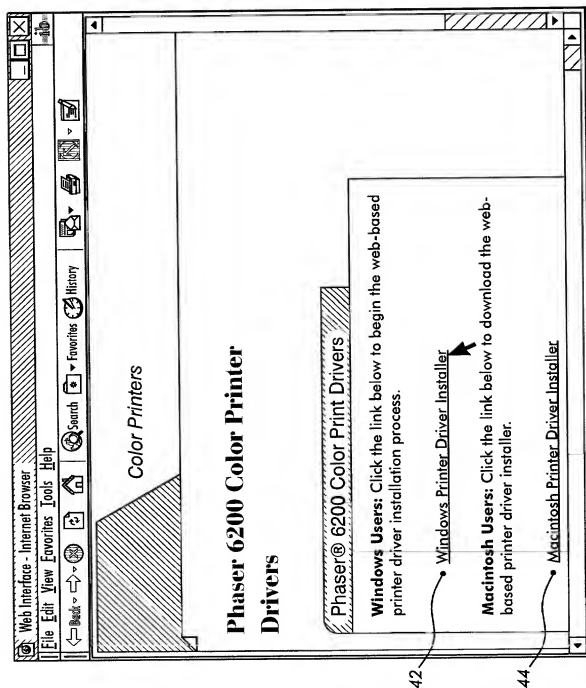 Web Interface - Internet Browser
File Edit View Favorites Tools Help
Back Search Favorites History
Color Printers
Phaser 6200 Color Printer
Drivers
Phaser® 6200 Color Print Drivers
Windows Users: Click the link below to begin the web-based
printer driver installation process.
42
• Windows Printer Driver Installer
Macintosh Users: Click the link below to download the web-
based printer driver installer.
44
• Macintosh Printer Driver Installer